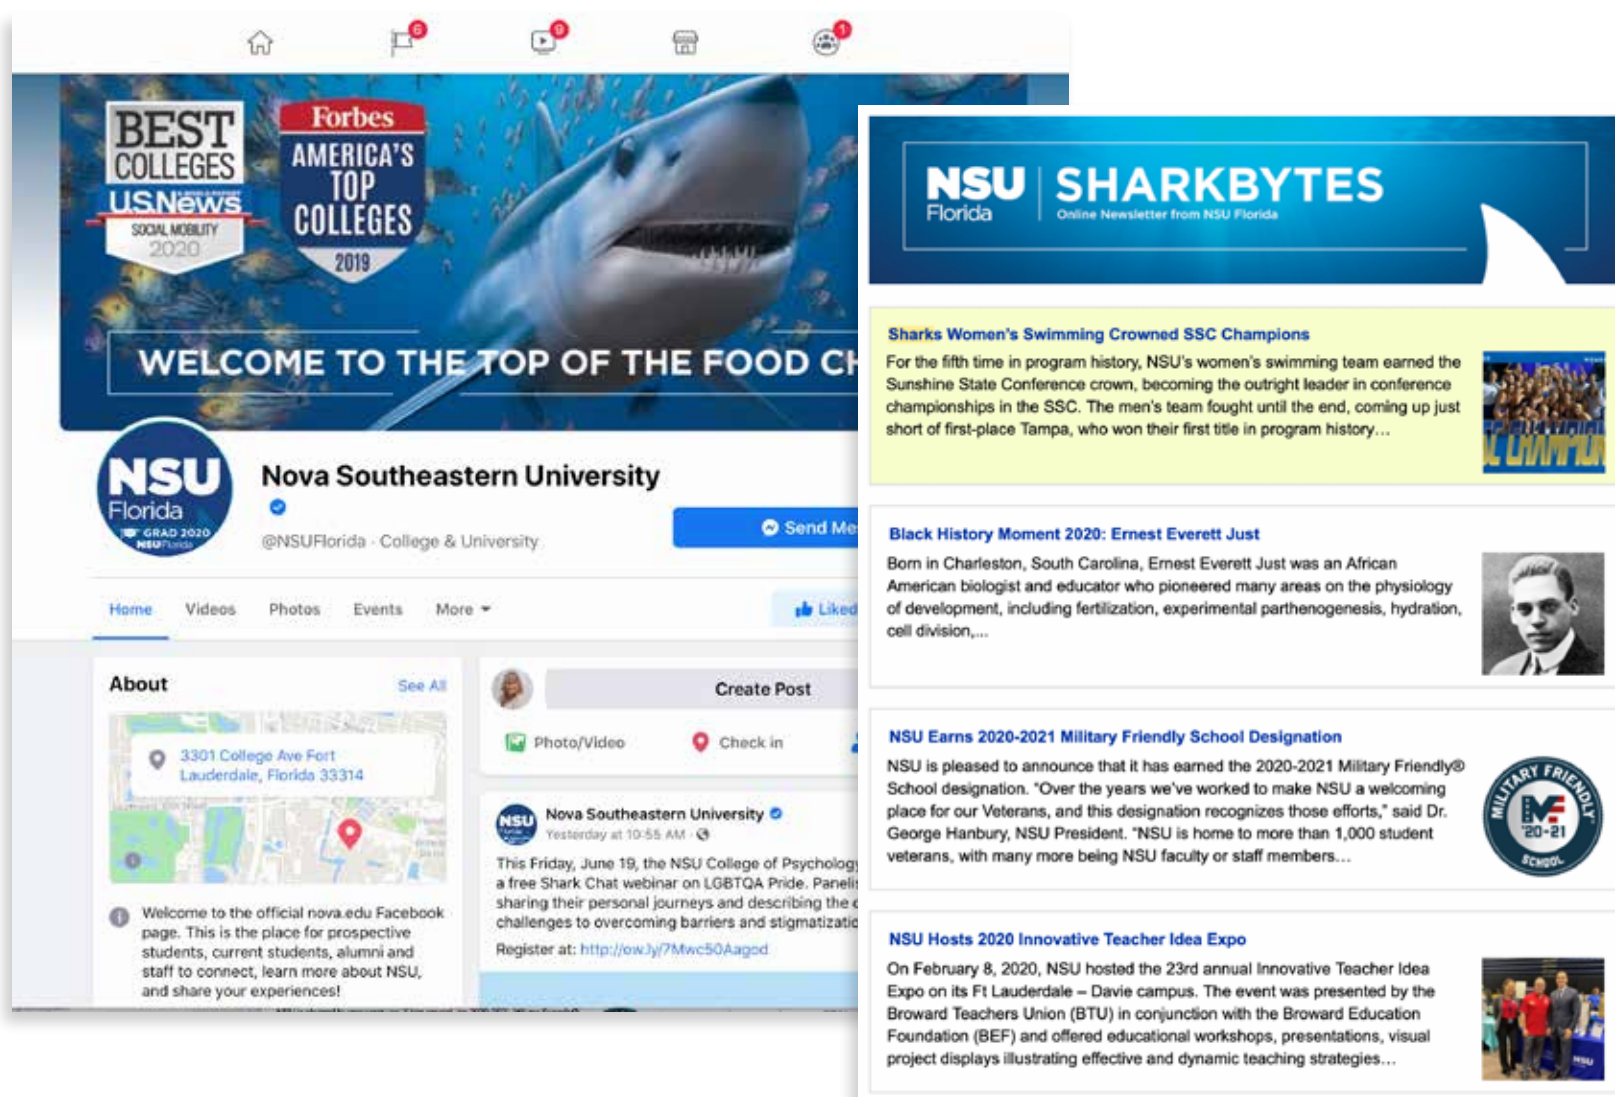 6
9
1
BEST
COLLEGES
U.S.News
SOCIAL MOBILITY
2020
Forbes
AMERICA'S
TOP
COLLEGES
2019
WELCOME TO THE TOP OF THE FOOD CH
NSU
Florida
GRAD 2020
NSU Florida
Nova Southeastern University
@NSUFlorida · College & University
Send Me
Home Videos Photos Events More
Liked
About See All
3301 College Ave Fort
Lauderdale, Florida 33314
Welcome to the official nova.edu Facebook
page. This is the place for prospective
students, current students, alumni and
staff to connect, learn more about NSU,
and share your experiences!
Create Post
Photo/Video Check in
NSU
Florida
Nova Southeastern University
Yesterday at 10:55 AM ·
This Friday, June 19, the NSU College of Psychology
a free Shark Chat webinar on LGBTQA Pride. Panelis
sharing their personal journeys and describing the
challenges to overcoming barriers and stigmatizatio
Register at: http://ow.ly/7Mwc50Aagod
NSU
Florida
SHARKBYTES
Online Newsletter from NSU Florida
Sharks Women's Swimming Crowned SSC Champions
For the fifth time in program history, NSU's women's swimming team earned the
Sunshine State Conference crown, becoming the outright leader in conference
championships in the SSC. The men's team fought until the end, coming up just
short of first-place Tampa, who won their first title in program history…
Black History Moment 2020: Ernest Everett Just
Born in Charleston, South Carolina, Ernest Everett Just was an African
American biologist and educator who pioneered many areas on the physiology
of development, including fertilization, experimental parthenogenesis, hydration,
cell division,...
NSU Earns 2020-2021 Military Friendly School Designation
NSU is pleased to announce that it has earned the 2020-2021 Military Friendly®
School designation. "Over the years we've worked to make NSU a welcoming
place for our Veterans, and this designation recognizes those efforts," said Dr.
George Hanbury, NSU President. "NSU is home to more than 1,000 student
veterans, with many more being NSU faculty or staff members…
MILITARY FRIENDLY
MF
'20-21
SCHOOL
NSU Hosts 2020 Innovative Teacher Idea Expo
On February 8, 2020, NSU hosted the 23rd annual Innovative Teacher Idea
Expo on its Ft Lauderdale – Davie campus. The event was presented by the
Broward Teachers Union (BTU) in conjunction with the Broward Education
Foundation (BEF) and offered educational workshops, presentations, visual
project displays illustrating effective and dynamic teaching strategies…
NSU